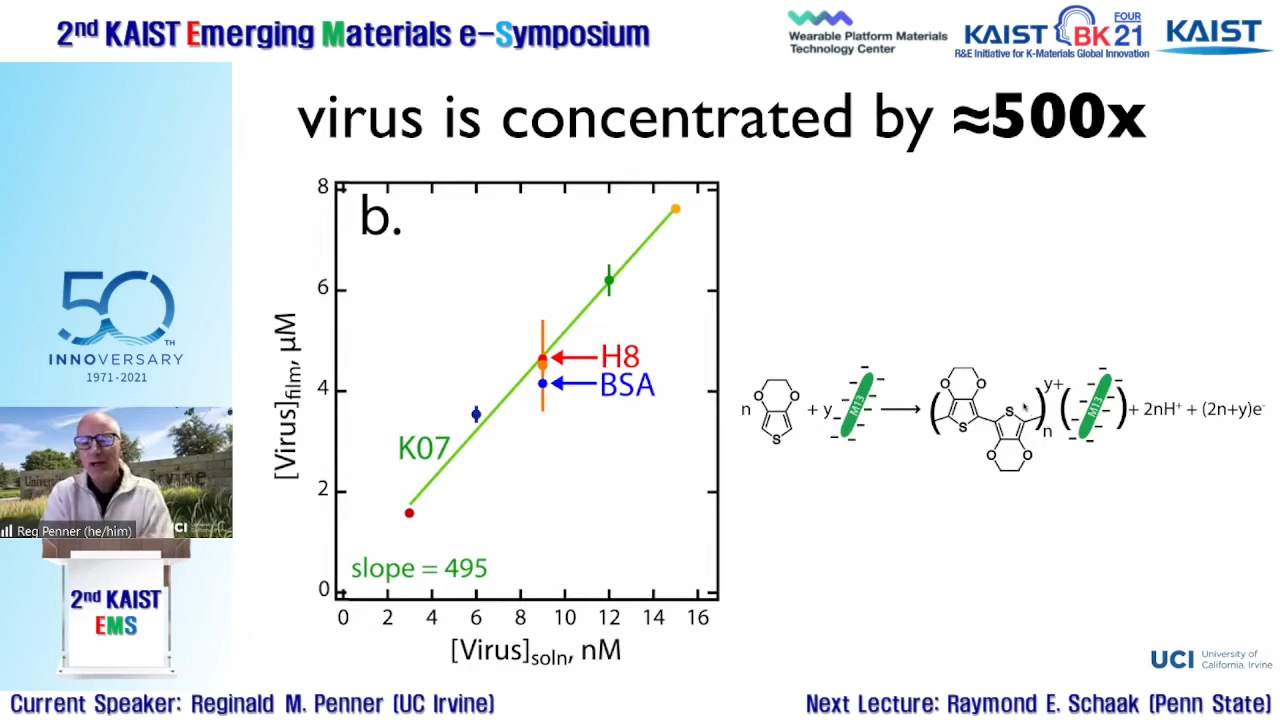 2nd KAIST Emerging Materials e-Symposium
Wearable Platform Materials
Technology Center
KAIST BK FOUR 21
R&E Initiative for K-Materials Global Innovation
KAIST
virus is concentrated by ≈500x
50 TH
INNOVERSARY
1971-2021
Reg Penner (he/him)
UCI
2nd KAIST
EMS
b.
[Virus]film, µM
8
6
4
2
0
H8
BSA
K07
slope = 495
0 2 4 6 8 10 12 14 16
[Virus]soln, nM
n
O O
S
+ y
M13
O O
S
S
O O
y+
n
M13
+ 2nH⁺ + (2n+y)e⁻
UCI University of
California, Irvine
Current Speaker: Reginald M. Penner (UC Irvine)
Next Lecture: Raymond E. Schaak (Penn State)